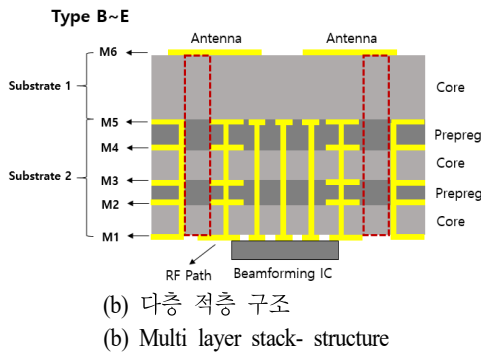 Type B~E
Antenna
Antenna
M6
Substrate 1
Core
M5
Prepreg
M4
Substrate 2
Core
M3
Prepreg
M2
Core
M1
RF Path
Beamforming IC
(b) 다층 적층 구조
(b) Multi layer stack- structure